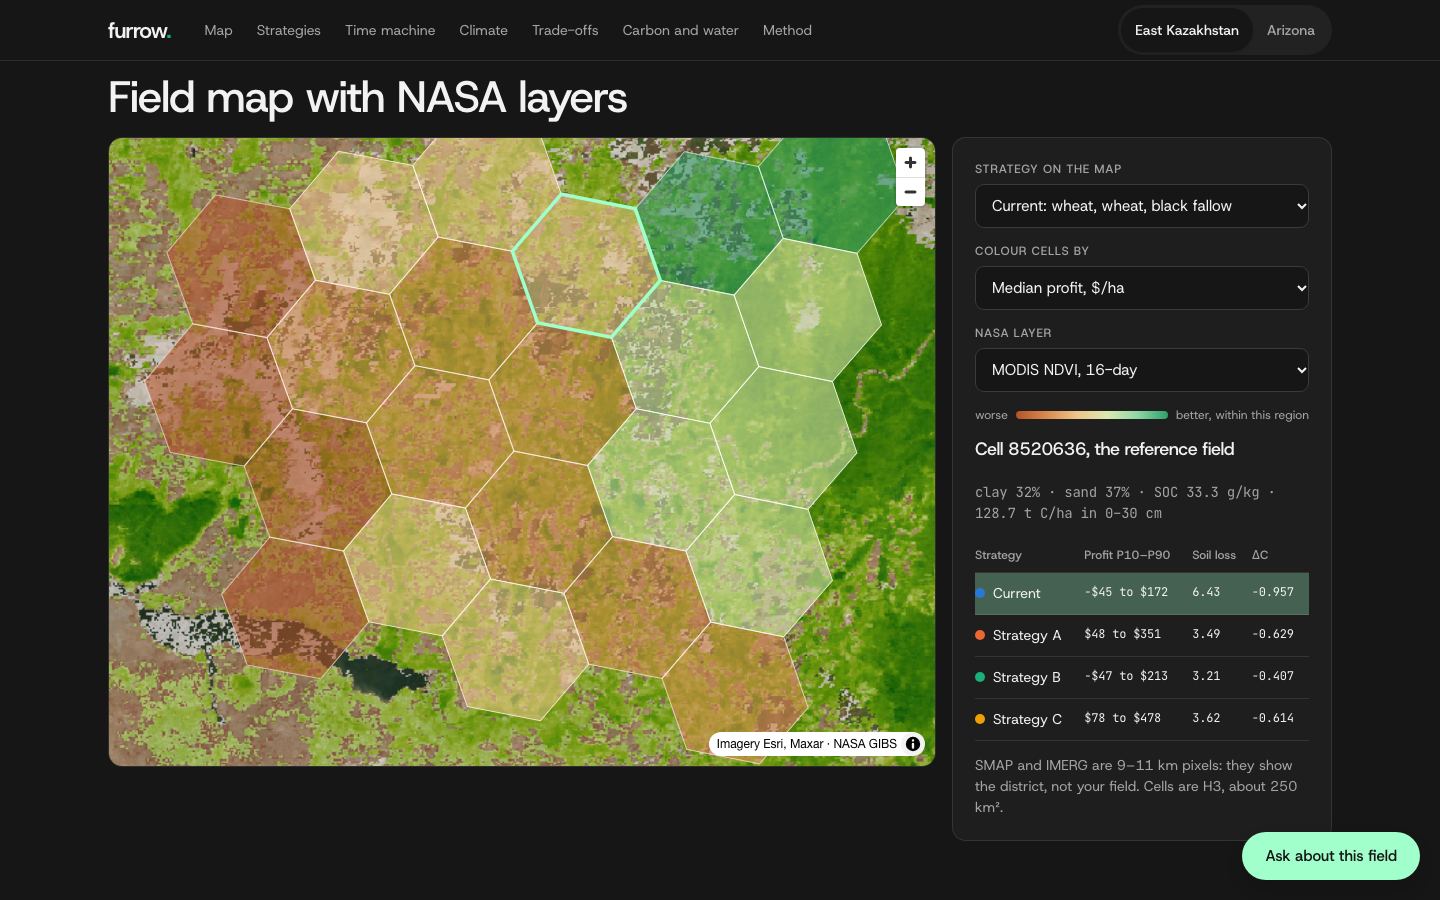 furrow.
Map
Strategies
Time machine
Climate
Trade-offs
Carbon and water
Method
East Kazakhstan
Arizona
Field map with NASA layers
+
−
Imagery Esri, Maxar · NASA GIBS
STRATEGY ON THE MAP
Current: wheat, wheat, black fallow
COLOUR CELLS BY
Median profit, $/ha
NASA LAYER
MODIS NDVI, 16-day
worse
better, within this region
Cell 8520636, the reference field
clay 32% · sand 37% · SOC 33.3 g/kg ·
128.7 t C/ha in 0–30 cm
Strategy Profit P10–P90 Soil loss ΔC
Current -$45 to $172 6.43 -0.957
Strategy A $48 to $351 3.49 -0.629
Strategy B -$47 to $213 3.21 -0.407
Strategy C $78 to $478 3.62 -0.614
SMAP and IMERG are 9–11 km pixels: they show
the district, not your field. Cells are H3, about 250
km².
Ask about this field